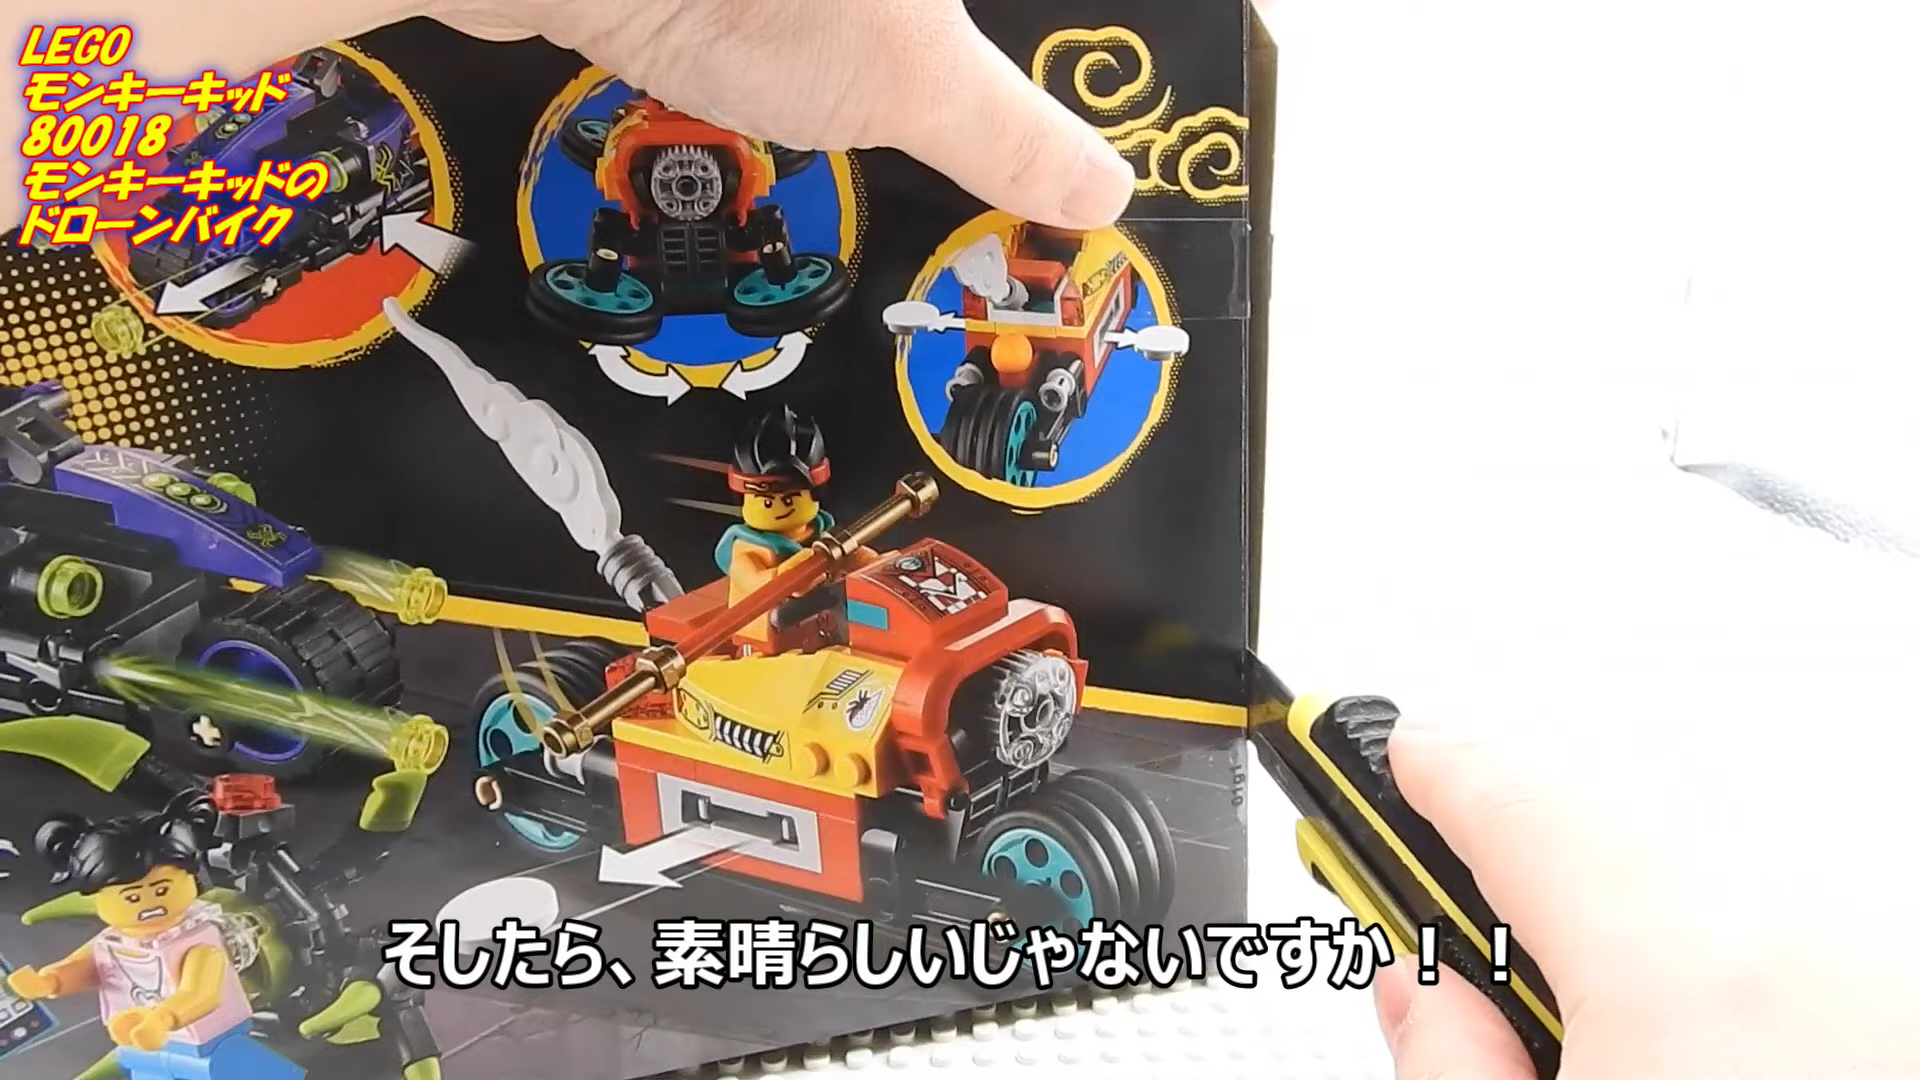 LEGO
モンキーキッド
80018
モンキーキッドの
ドローンバイク
01g1
そしたら、素晴らしいじゃないですか！！